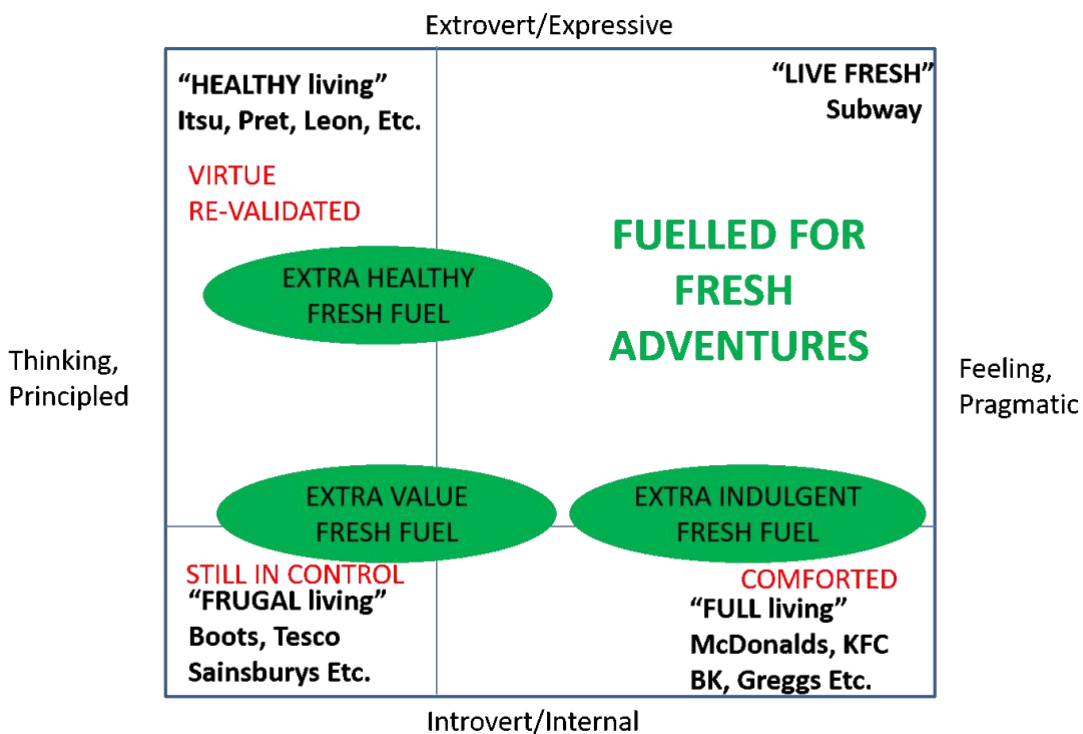 Extrovert/Expressive
“HEALTHY living”
Itsu, Pret, Leon, Etc.
“LIVE FRESH”
Subway
VIRTUE
RE-VALIDATED
FUELLED FOR
FRESH
ADVENTURES
EXTRA HEALTHY
FRESH FUEL
Thinking,
Principled
Feeling,
Pragmatic
EXTRA VALUE
FRESH FUEL
EXTRA INDULGENT
FRESH FUEL
STILL IN CONTROL
“FRUGAL living”
Boots, Tesco
Sainsburys Etc.
COMFORTED
“FULL living”
McDonalds, KFC
BK, Greggs Etc.
Introvert/Internal